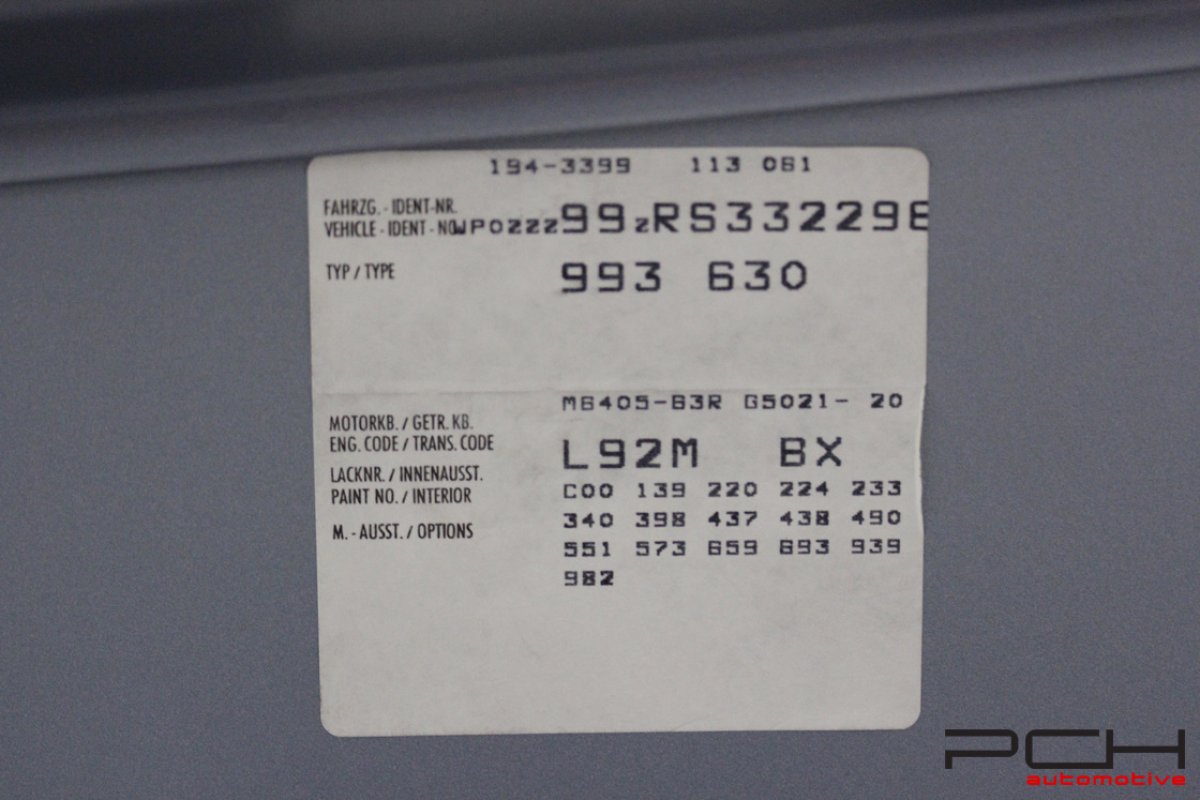 194-3399 113 061
FAHRZG. - IDENT-NR.
VEHICLE - IDENT - NO. WP0ZZZ99ZRS332298
TYP / TYPE 993 630
M6405-63R G5021- 20
MOTORKB. / GETR. KB.
ENG. CODE / TRANS. CODE
L92M BX
LACKNR. / INNENAUSST.
PAINT NO. / INTERIOR
C00 139 220 224 233
340 398 437 438 490
M. - AUSST. / OPTIONS
551 573 659 693 939
982
PCH
automotive